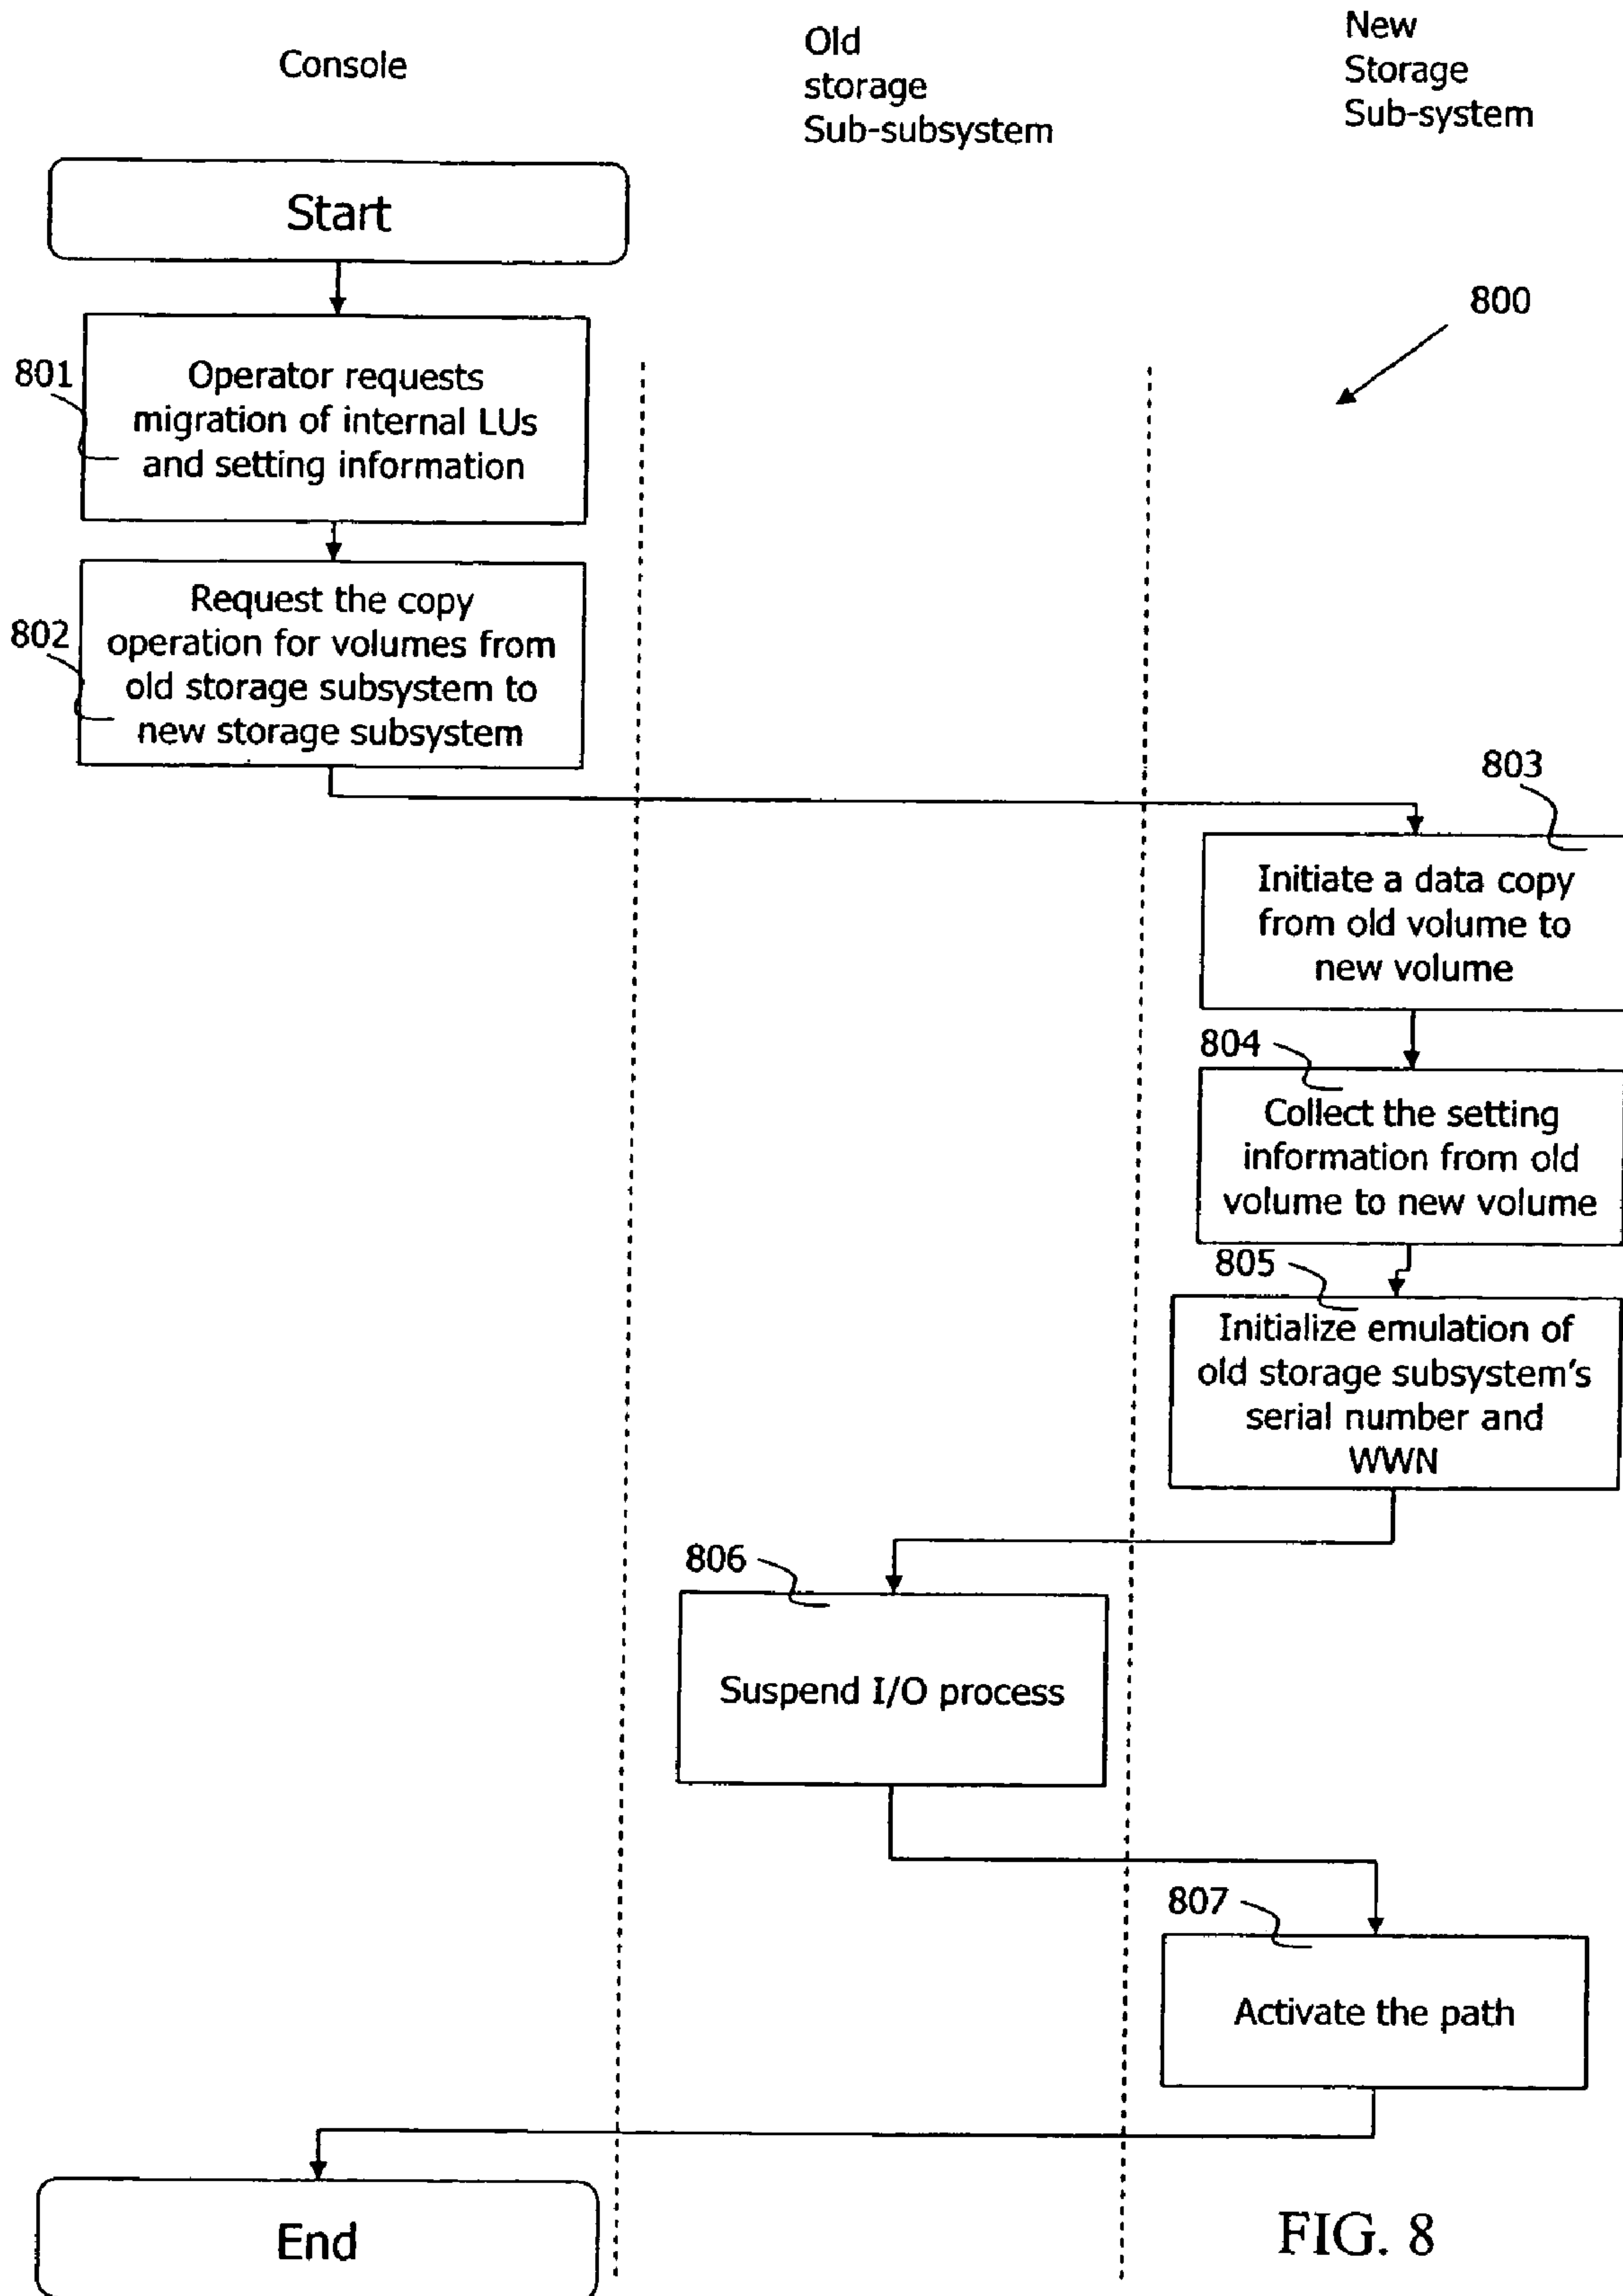 Console
Old
storage
Sub-subsystem
New
Storage
Sub-system
Start
800
801
Operator requests
migration of internal LUs
and setting information
802
Request the copy
operation for volumes from
old storage subsystem to
new storage subsystem
803
Initiate a data copy
from old volume to
new volume
804
Collect the setting
information from old
volume to new volume
805
Initialize emulation of
old storage subsystem's
serial number and
WWN
806
Suspend I/O process
807
Activate the path
End
FIG. 8